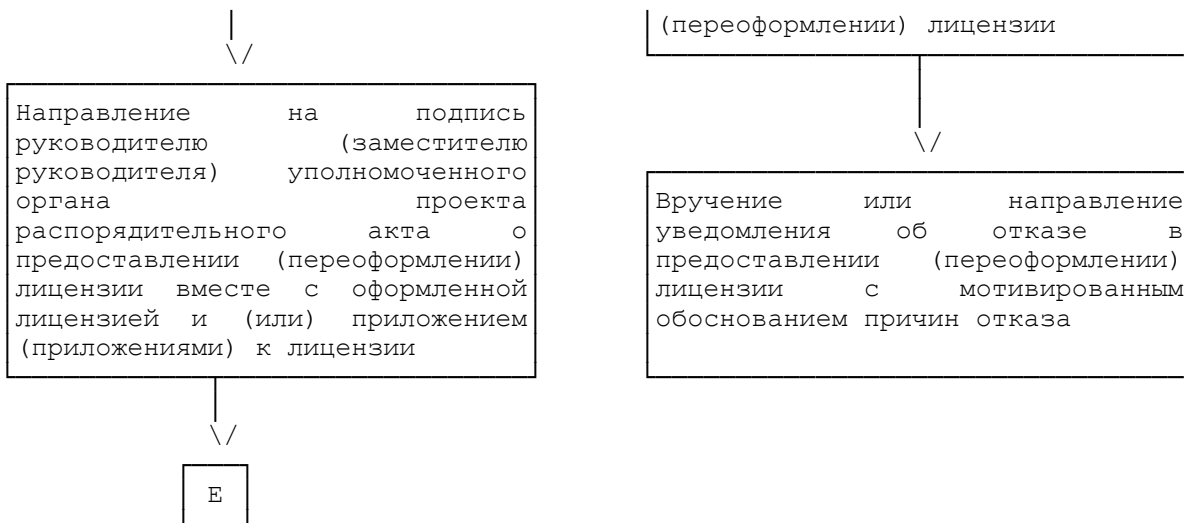 (переоформлении) лицензии
Направление на подпись
руководителю (заместителю
руководителя) уполномоченного
органа проекта
распорядительного акта о
предоставлении (переоформлении)
лицензии вместе с оформленной
лицензией и (или) приложением
(приложениями) к лицензии
Вручение или направление
уведомления об отказе в
предоставлении (переоформлении)
лицензии с мотивированным
обоснованием причин отказа
Е